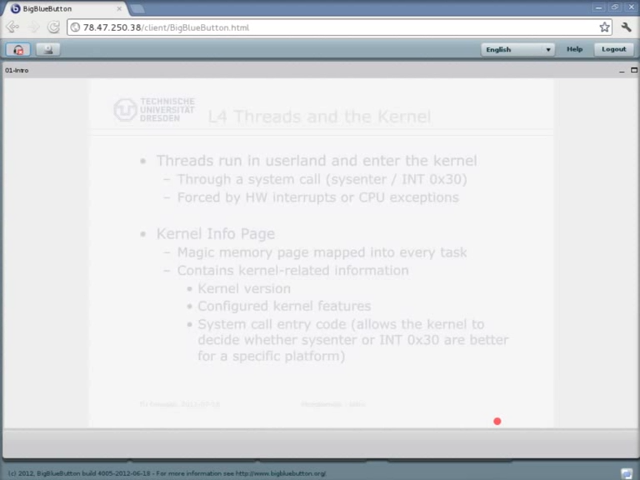 BigBlueButton
78.47.250.38/client/BigBlueButton.html
English
Help
Logout
01-Intro
TECHNISCHE
UNIVERSITÄT
DRESDEN
L4 Threads and the Kernel
• Threads run in userland and enter the kernel
– Through a system call (sysenter / INT 0x30)
– Forced by HW interrupts or CPU exceptions
• Kernel Info Page
– Magic memory page mapped into every task
– Contains kernel-related information
• Kernel version
• Configured kernel features
• System call entry code (allows the kernel to
decide whether sysenter or INT 0x30 are better
for a specific platform)
(c) 2012, BigBlueButton build 4005-2012-06-18 - For more information see http://www.bigbluebutton.org/